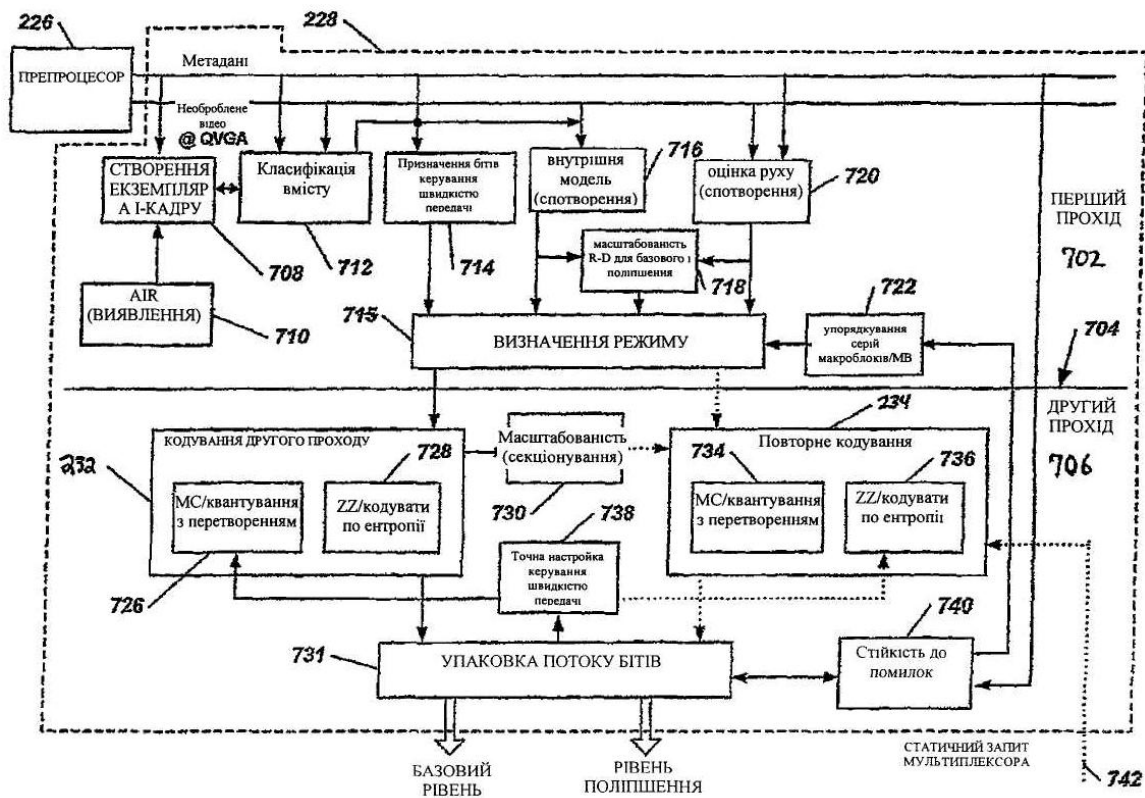 226
228
ПРЕПРОЦЕСОР
Метадані
Необроблене
відео
@ QVGA
СТВОРЕННЯ
ЕКЗЕМПЛЯР
А І-КАДРУ
Класифікація
вмісту
Призначення бітів
керування
швидкістю
передачі
внутрішня
модель
(спотворення)
716
оцінка руху
(спотворення)
720
ПЕРШИЙ
ПРОХІД
702
708
712
714
масштабованість
R-D для базового і
поліпшення
718
722
AIR
(ВИЯВЛЕННЯ)
710
715
ВИЗНАЧЕННЯ РЕЖИМУ
упорядкування
серій
макроблоків/МВ
704
ДРУГИЙ
ПРОХІД
706
232
КОДУВАННЯ ДРУГОГО ПРОХОДУ
728
МС/квантування
з перетворенням
ZZ/кодувати
по ентропії
726
Масштабованість
(секціонування)
730
738
234
Повторне кодування
734
736
МС/квантування
з перетворенням
ZZ/кодувати
по ентропії
Точна настройка
керування
швидкістю
передачі
740
731
УПАКОВКА ПОТОКУ БІТІВ
Стійкість до
помилок
БАЗОВИЙ
РІВЕНЬ
РІВЕНЬ
ПОЛІПШЕННЯ
СТАТИЧНИЙ ЗАПИТ
МУЛЬТИПЛЕКСОРА
742